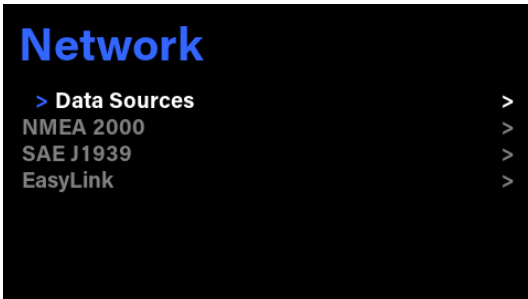 Network
> Data Sources >
NMEA 2000 >
SAE J1939 >
EasyLink >